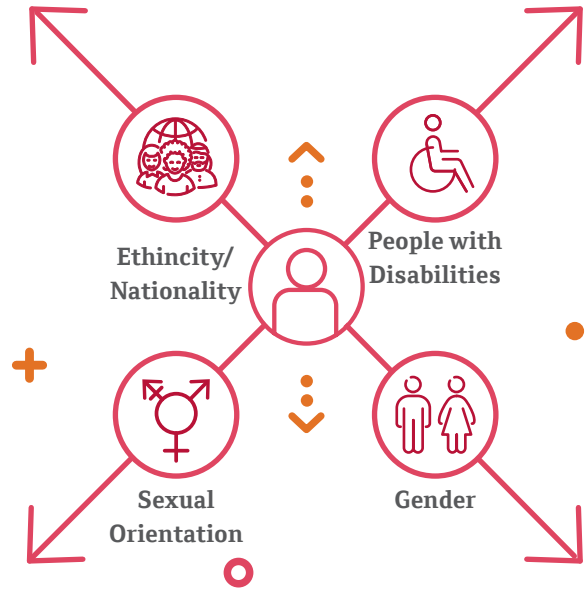 Ethincity/
Nationality
People with
Disabilities
Sexual
Orientation
Gender